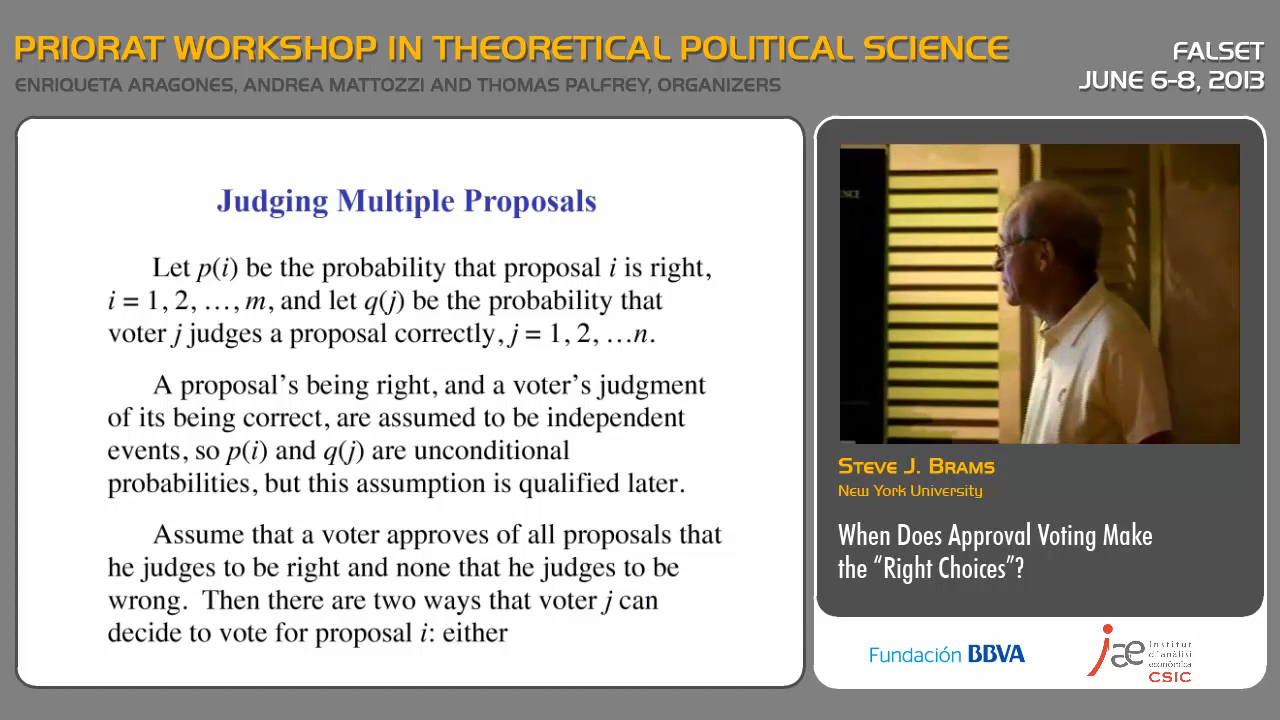 PRIORAT WORKSHOP IN THEORETICAL POLITICAL SCIENCE
ENRIQUETA ARAGONES, ANDREA MATTOZZI AND THOMAS PALFREY, ORGANIZERS
FALSET
JUNE 6-8, 2013
Judging Multiple Proposals
Let p(i) be the probability that proposal i is right,
i = 1, 2, …, m, and let q(j) be the probability that
voter j judges a proposal correctly, j = 1, 2, …n.
A proposal’s being right, and a voter’s judgment
of its being correct, are assumed to be independent
events, so p(i) and q(j) are unconditional
probabilities, but this assumption is qualified later.
Assume that a voter approves of all proposals that
he judges to be right and none that he judges to be
wrong. Then there are two ways that voter j can
decide to vote for proposal i: either
STEVE J. BRAMS
New York University
When Does Approval Voting Make
the “Right Choices”?
Fundación BBVA
jae
Institut
d'anàlisi
econòmica
CSIC